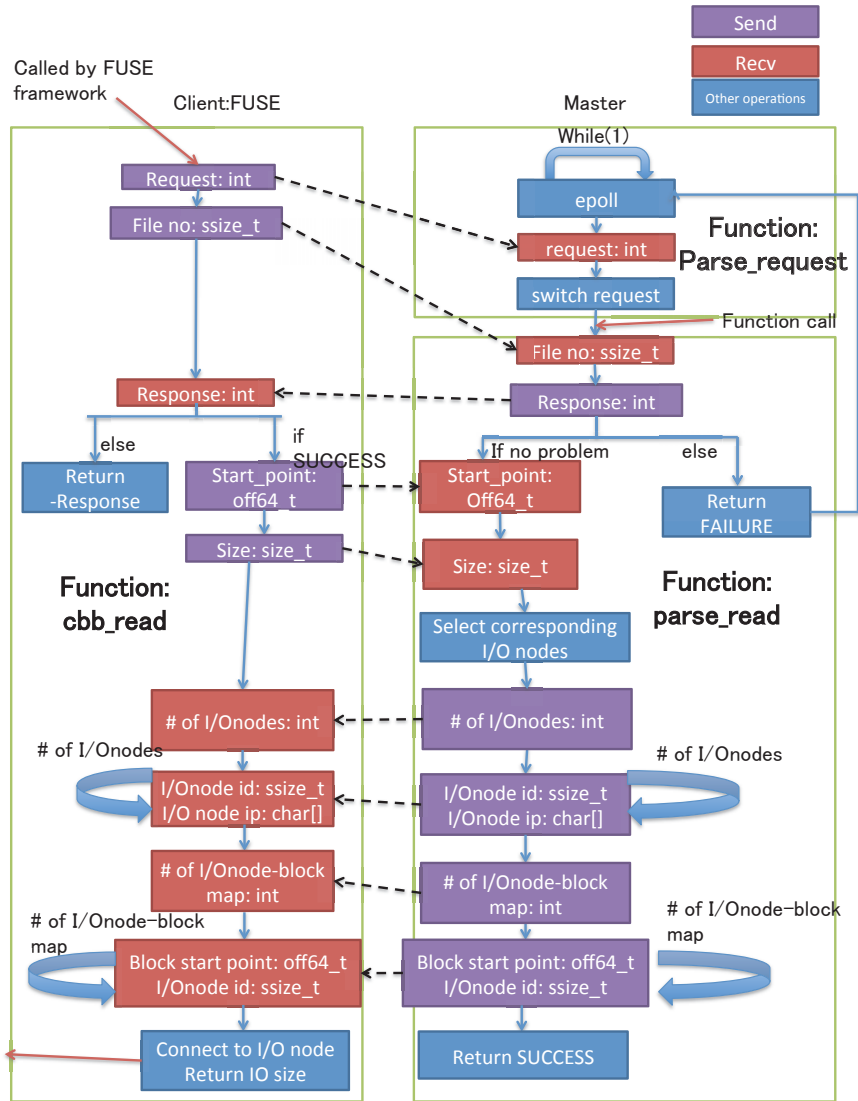 Send
Recv
Other operations
Called by FUSE
framework
Client:FUSE
Master
While(1)
Request: int
File no: ssize_t
epoll
request: int
switch request
Function:
Parse_request
Function call
File no: ssize_t
Response: int
Response: int
else
if
SUCCESS
If no problem
else
Return
-Response
Start_point:
off64_t
Start_point:
Off64_t
Return
FAILURE
Size: size_t
Size: size_t
Function:
cbb_read
Function:
parse_read
Select corresponding
I/O nodes
# of I/Onodes: int
# of I/Onodes: int
# of I/Onodes
# of I/Onodes
I/Onode id: ssize_t
I/O node ip: char[]
I/Onode id: ssize_t
I/Onode ip: char[]
# of I/Onode-block
map: int
# of I/Onode-block
map: int
# of I/Onode-block
map
# of I/Onode-block
map
Block start point: off64_t
I/Onode id: ssize_t
Block start point: off64_t
I/Onode id: ssize_t
Connect to I/O node
Return IO size
Return SUCCESS